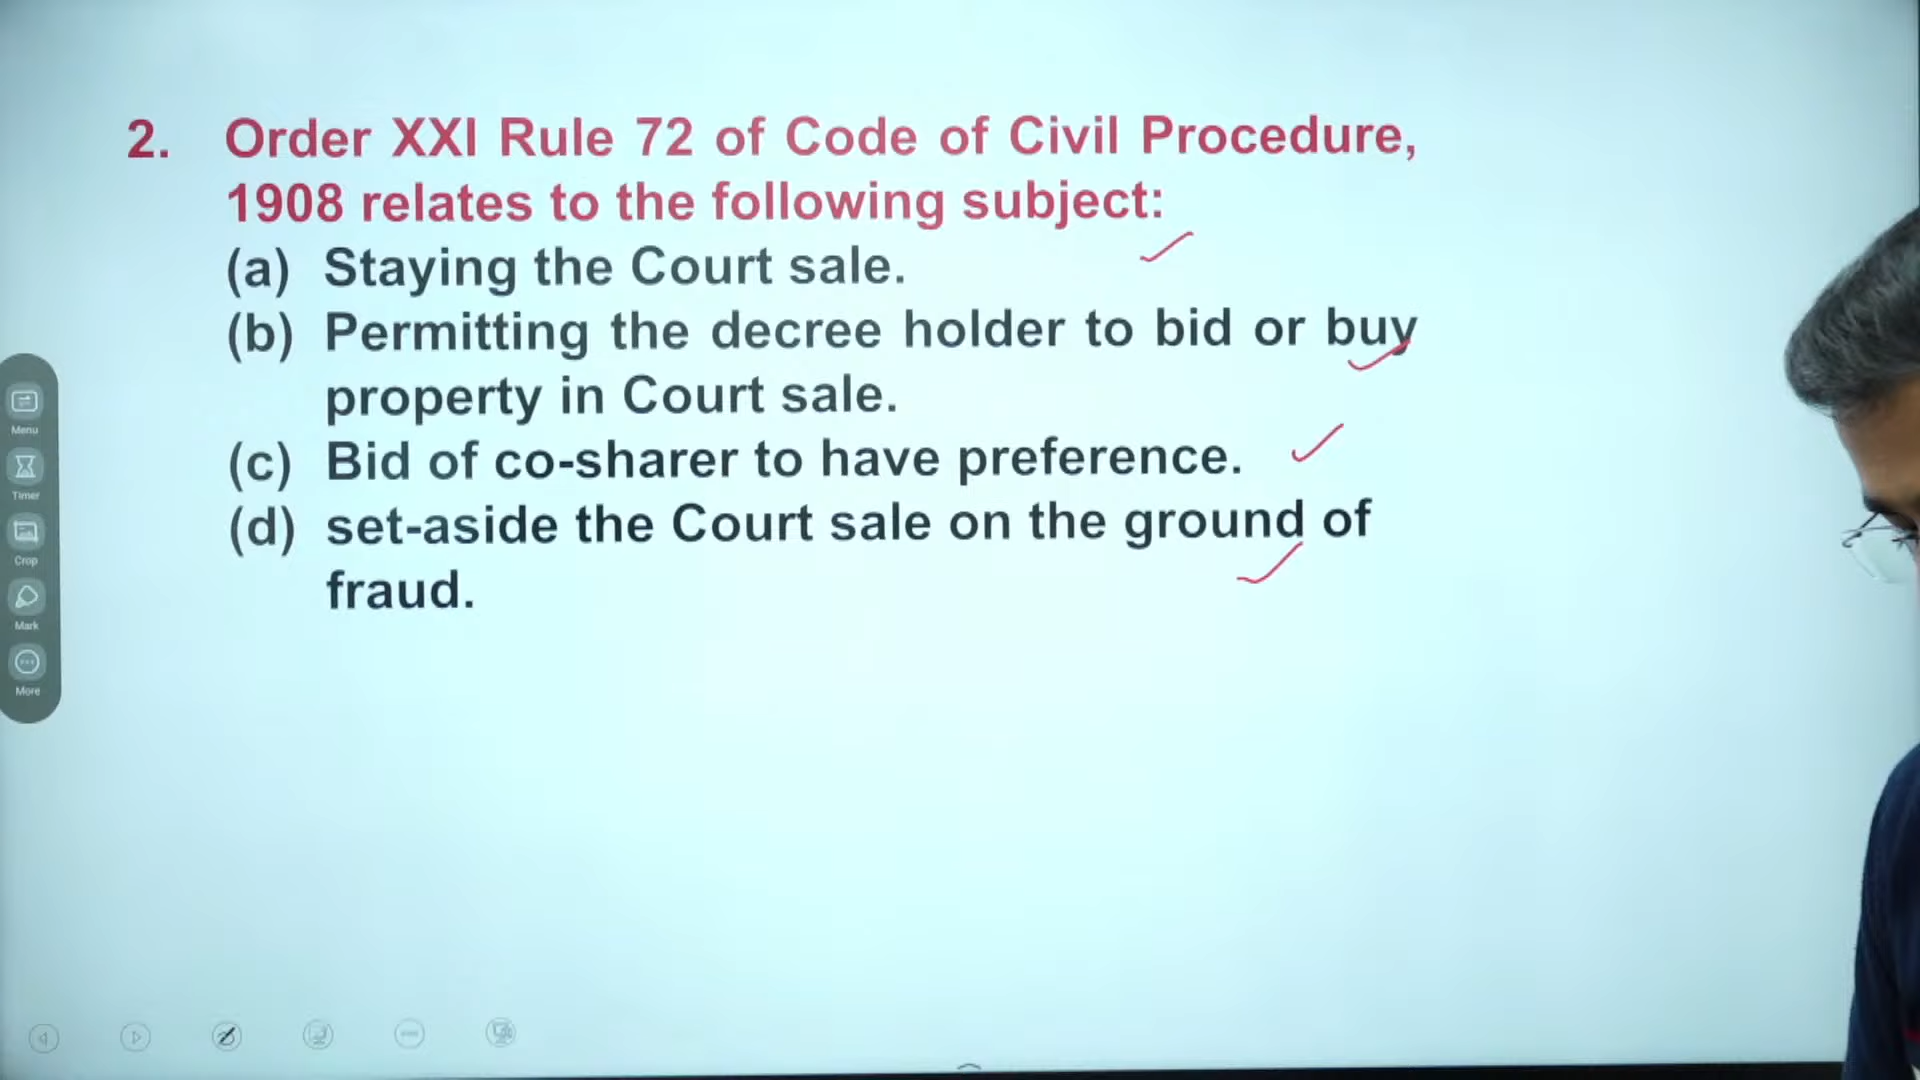 2. Order XXI Rule 72 of Code of Civil Procedure,
1908 relates to the following subject:
(a) Staying the Court sale.
(b) Permitting the decree holder to bid or buy
property in Court sale.
(c) Bid of co-sharer to have preference.
(d) set-aside the Court sale on the ground of
fraud.
Menu
Timer
Crop
Mark
More